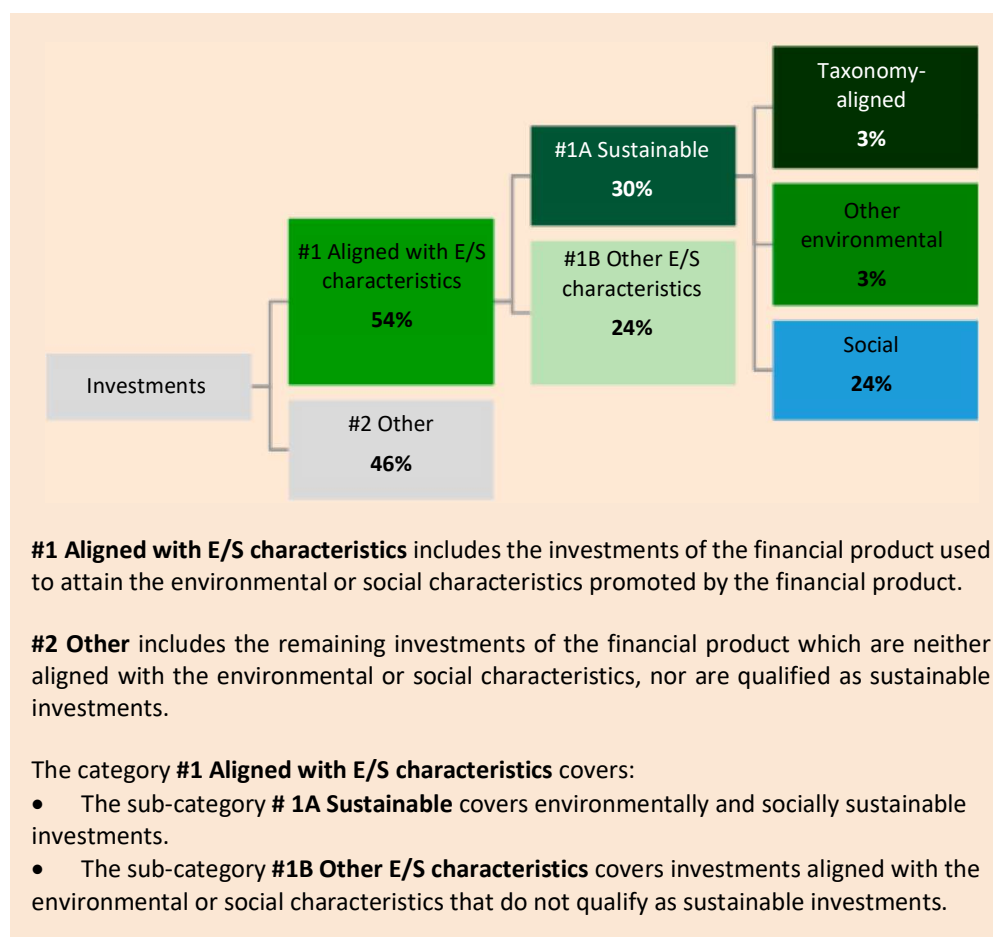 Taxonomy-
aligned
3%
#1A Sustainable
30%
Other
environmental
3%
#1 Aligned with E/S
characteristics
54%
#1B Other E/S
characteristics
24%
Social
24%
Investments
#2 Other
46%
#1 Aligned with E/S characteristics includes the investments of the financial product used
to attain the environmental or social characteristics promoted by the financial product.
#2 Other includes the remaining investments of the financial product which are neither
aligned with the environmental or social characteristics, nor are qualified as sustainable
investments.
The category #1 Aligned with E/S characteristics covers:
• The sub-category # 1A Sustainable covers environmentally and socially sustainable
investments.
• The sub-category #1B Other E/S characteristics covers investments aligned with the
environmental or social characteristics that do not qualify as sustainable investments.